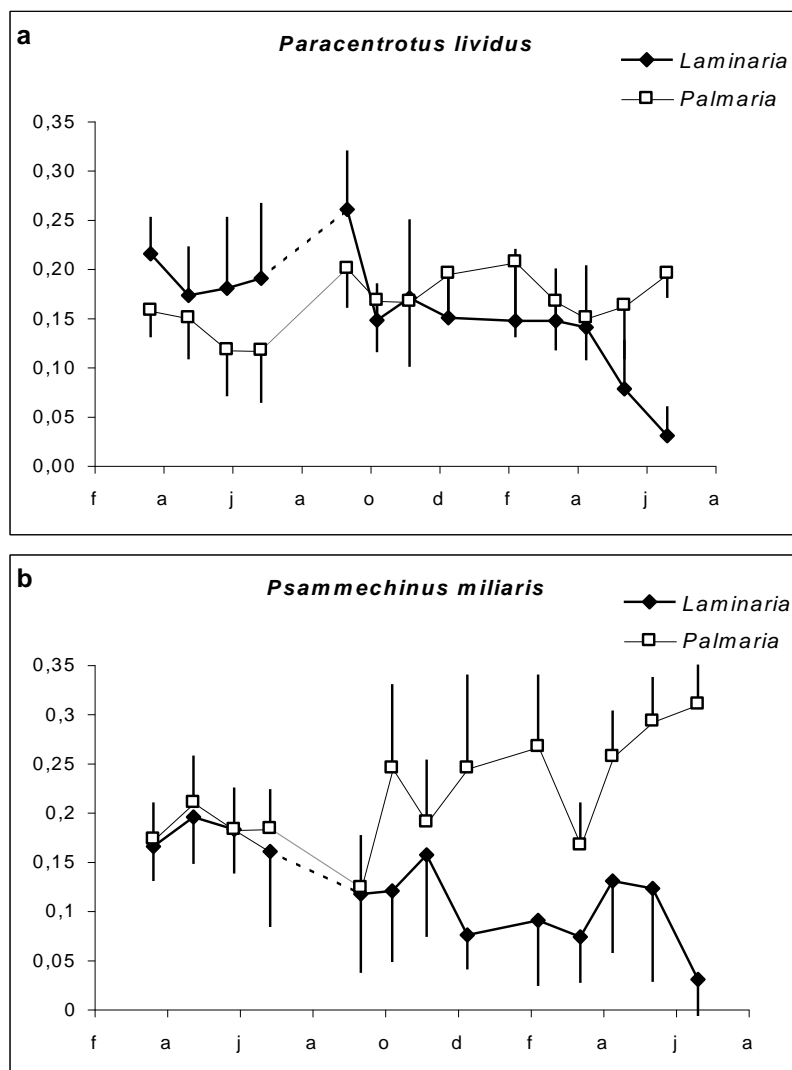 a
Paracentrotus lividus
Laminaria
Palmaria
0,35
0,30
0,25
0,20
0,15
0,10
0,05
0,00
f a j a o d f a j a
b
Psammechinus miliaris
Laminaria
Palmaria
0,35
0,3
0,25
0,2
0,15
0,1
0,05
0
f a j a o d f a j a